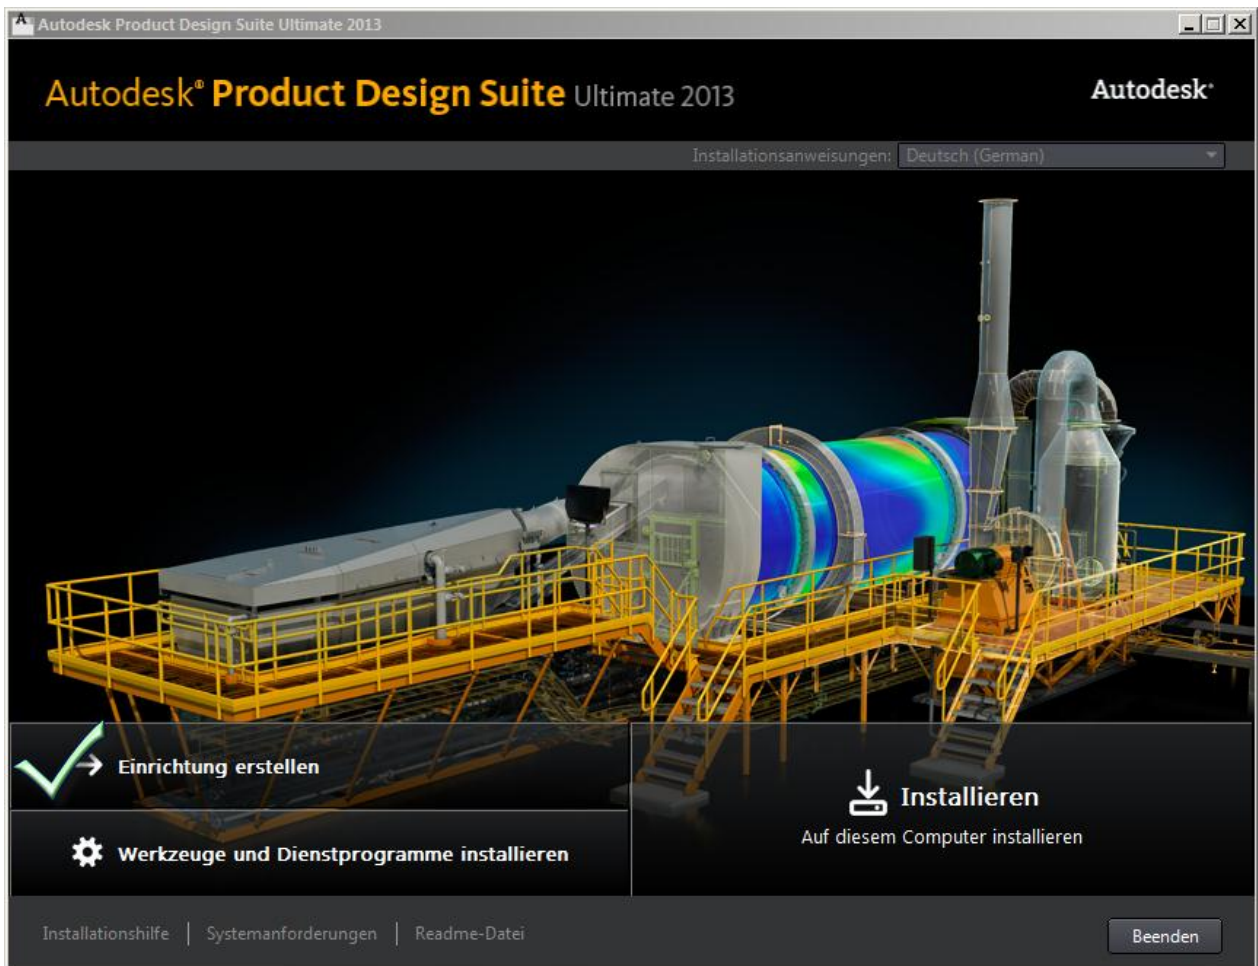 Autodesk Product Design Suite Ultimate 2013
Autodesk® Product Design Suite Ultimate 2013
Autodesk®
Installationsanweisungen: Deutsch (German)
Einrichtung erstellen
Installieren
Auf diesem Computer installieren
Werkzeuge und Dienstprogramme installieren
Installationshilfe | Systemanforderungen | Readme-Datei
Beenden